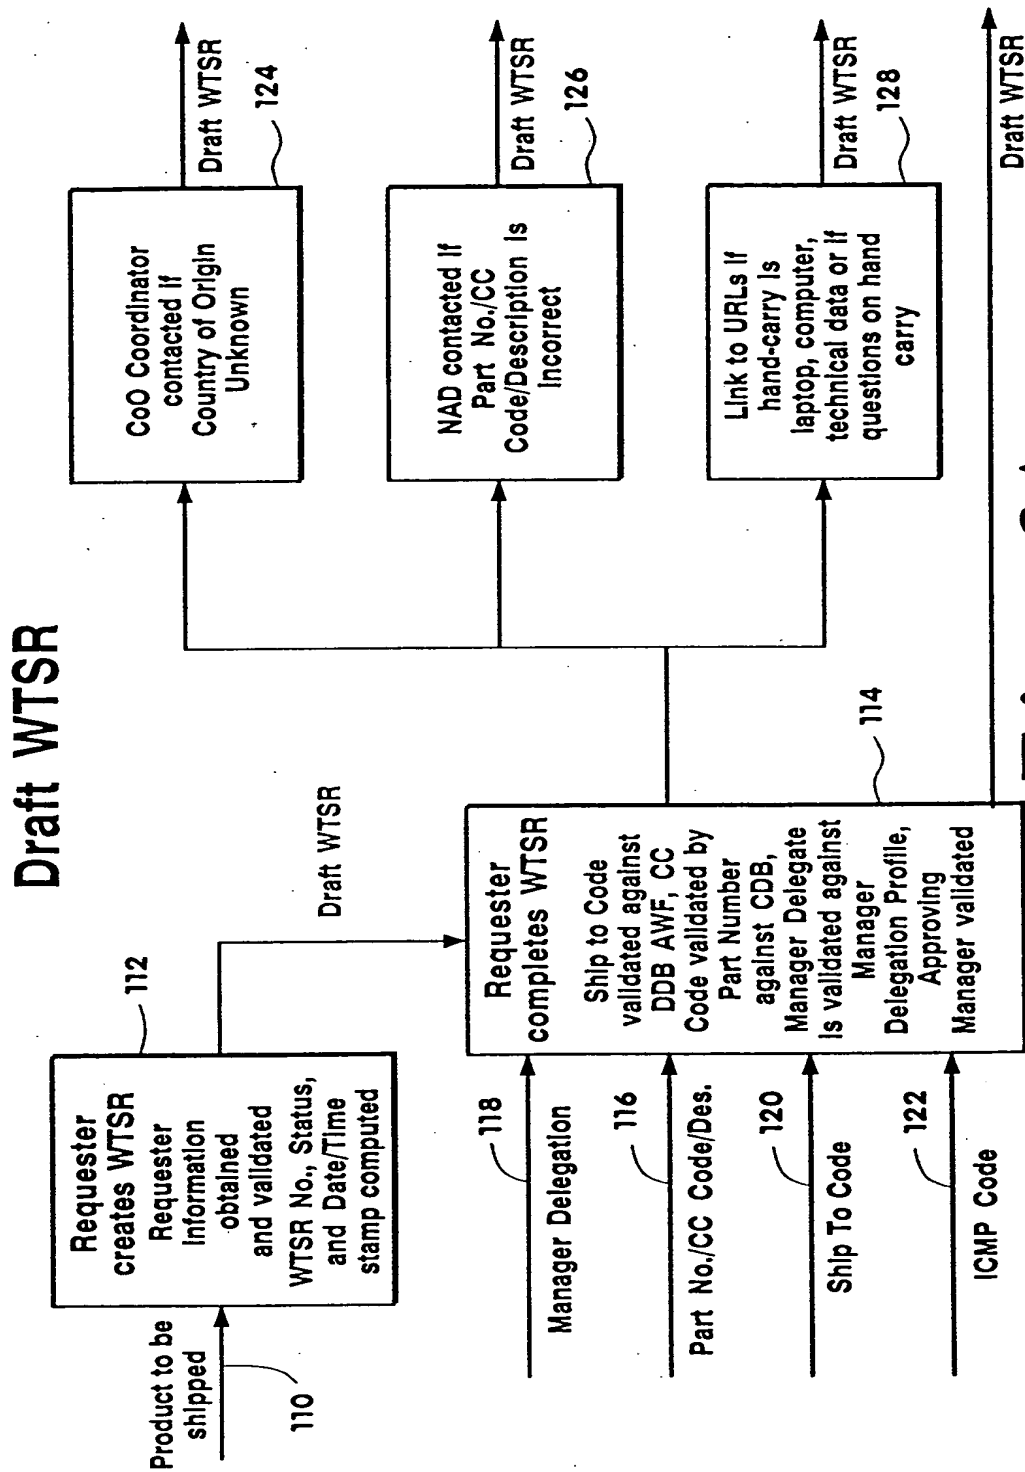 Draft WTSR
Product to be
shipped
110
Requester
creates WTSR
Requester
Information
obtained
and validated
WTSR No., Status,
and Date/Time
stamp computed
112
Draft WTSR
118
Manager Delegation
116
Part No./CC Code/Des.
120
Ship To Code
122
ICMP Code
Requester
completes WTSR
Ship to Code
validated against
DDB AWF, CC
Code validated by
Part Number
against CDB,
Manager Delegate
Is validated against
Manager
Delegation Profile,
Approving
Manager validated
114
CoO Coordinator
contacted If
Country of Origin
Unknown
124
Draft WTSR
NAD contacted If
Part No./CC
Code/Description Is
Incorrect
126
Draft WTSR
Link to URLs If
hand-carry is
laptop, computer,
technical data or If
questions on hand
carry
128
Draft WTSR
Draft WTSR